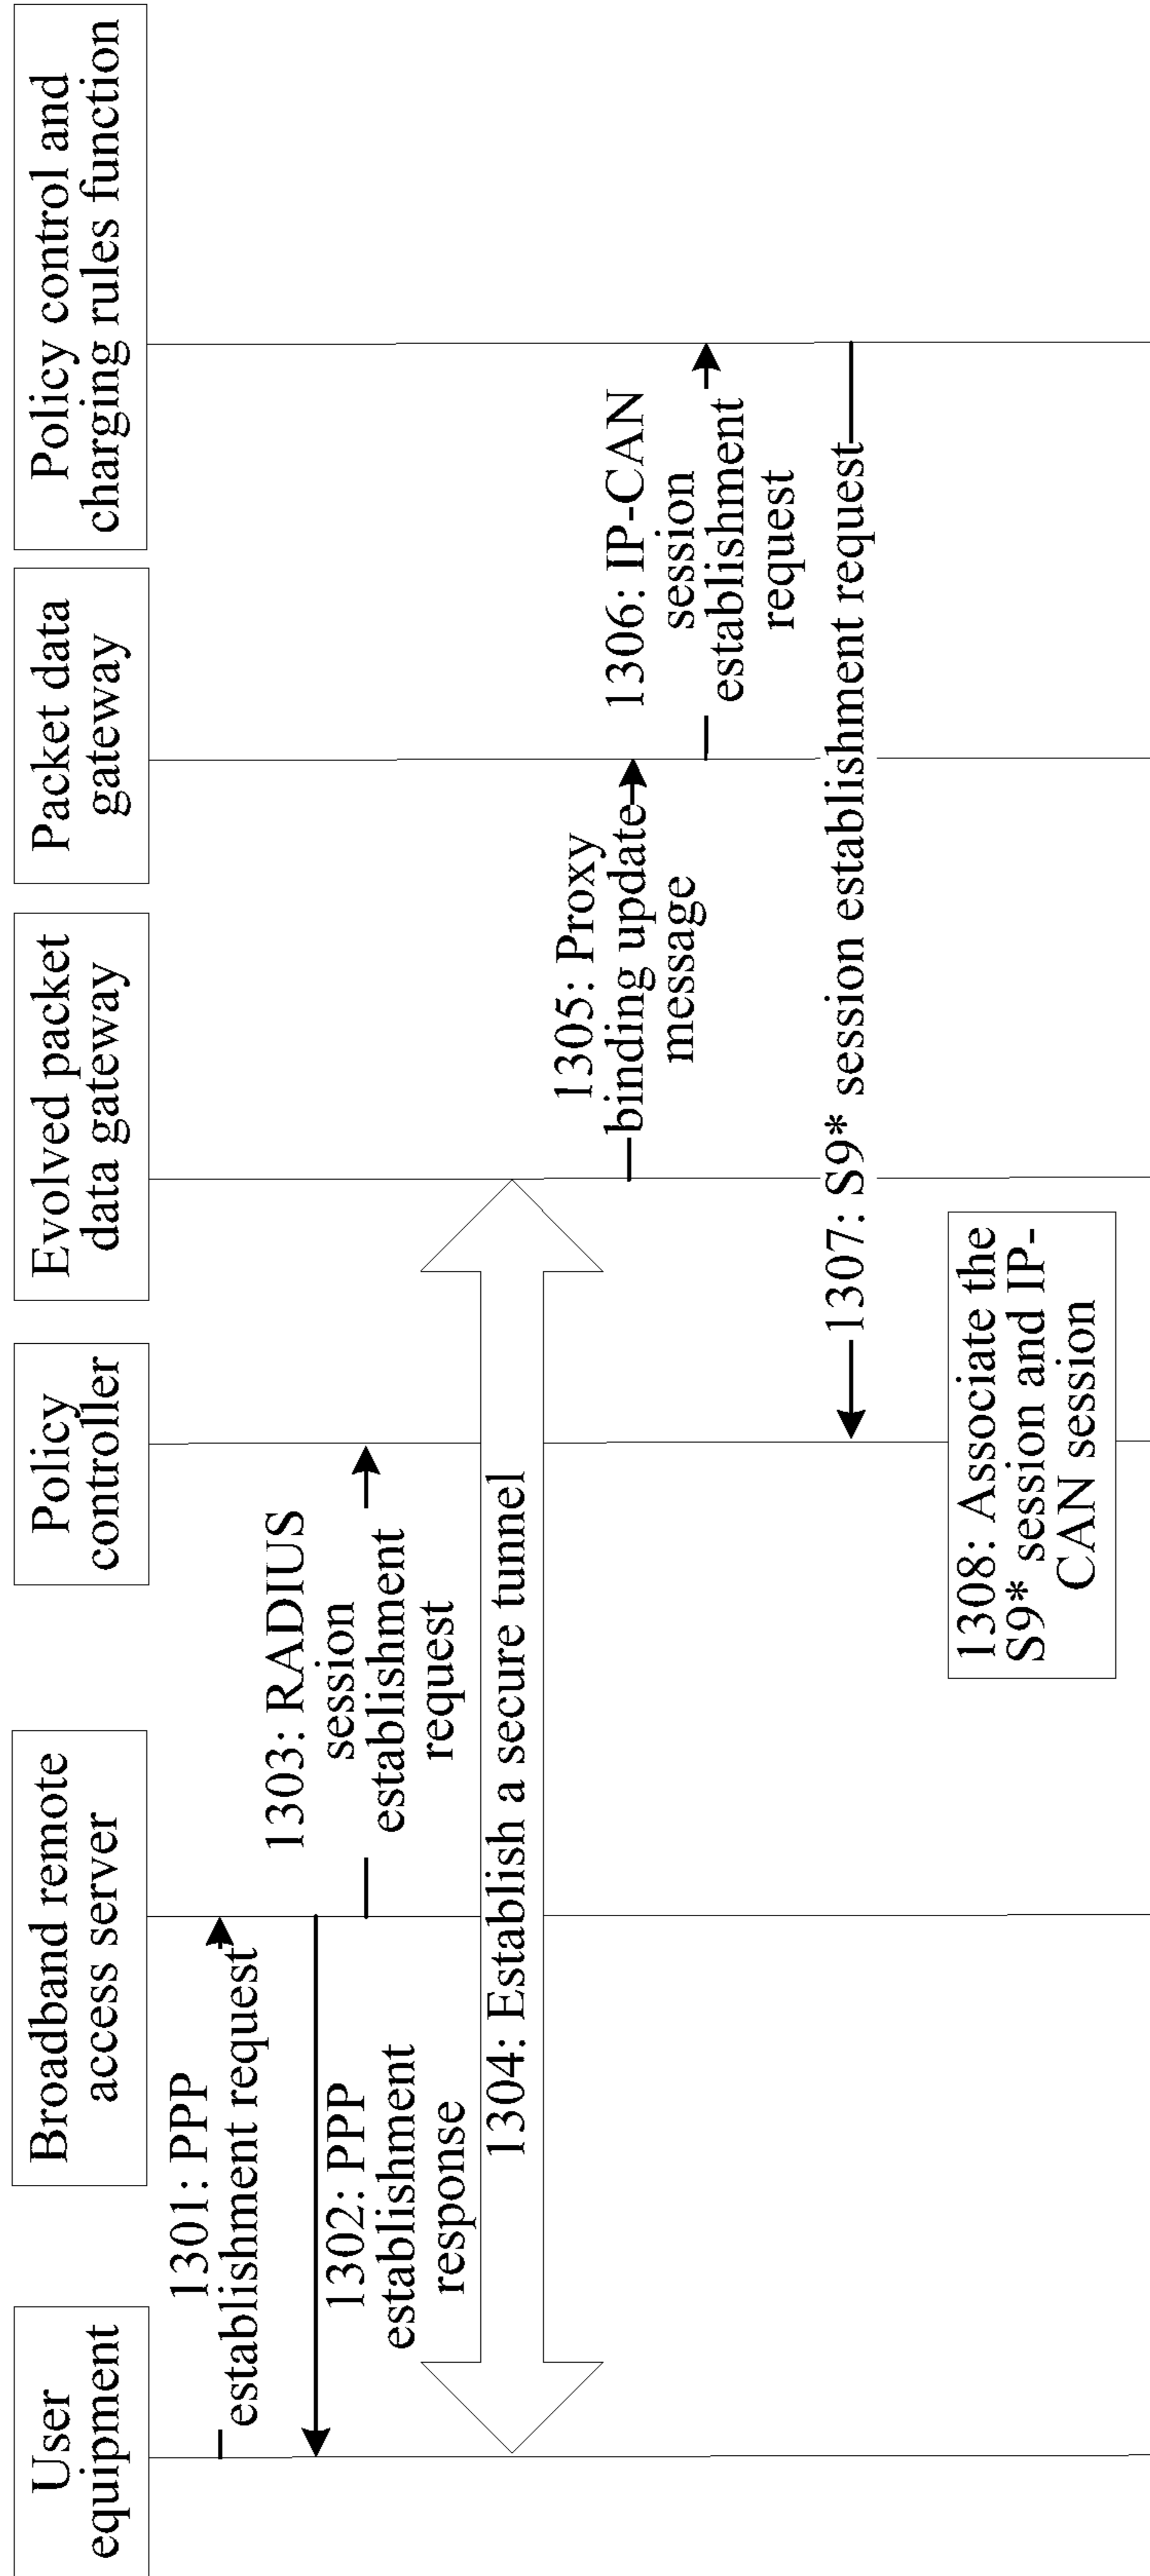 User
equipment
Broadband remote
access server
Policy
controller
Evolved packet
data gateway
Packet data
gateway
Policy control and
charging rules function
1301: PPP
establishment request
1302: PPP
establishment
response
1303: RADIUS
session
establishment
request
1304: Establish a secure tunnel
1305: Proxy
binding update
message
1306: IP-CAN
session
establishment
request
1307: S9* session establishment request
1308: Associate the
S9* session and IP-
CAN session